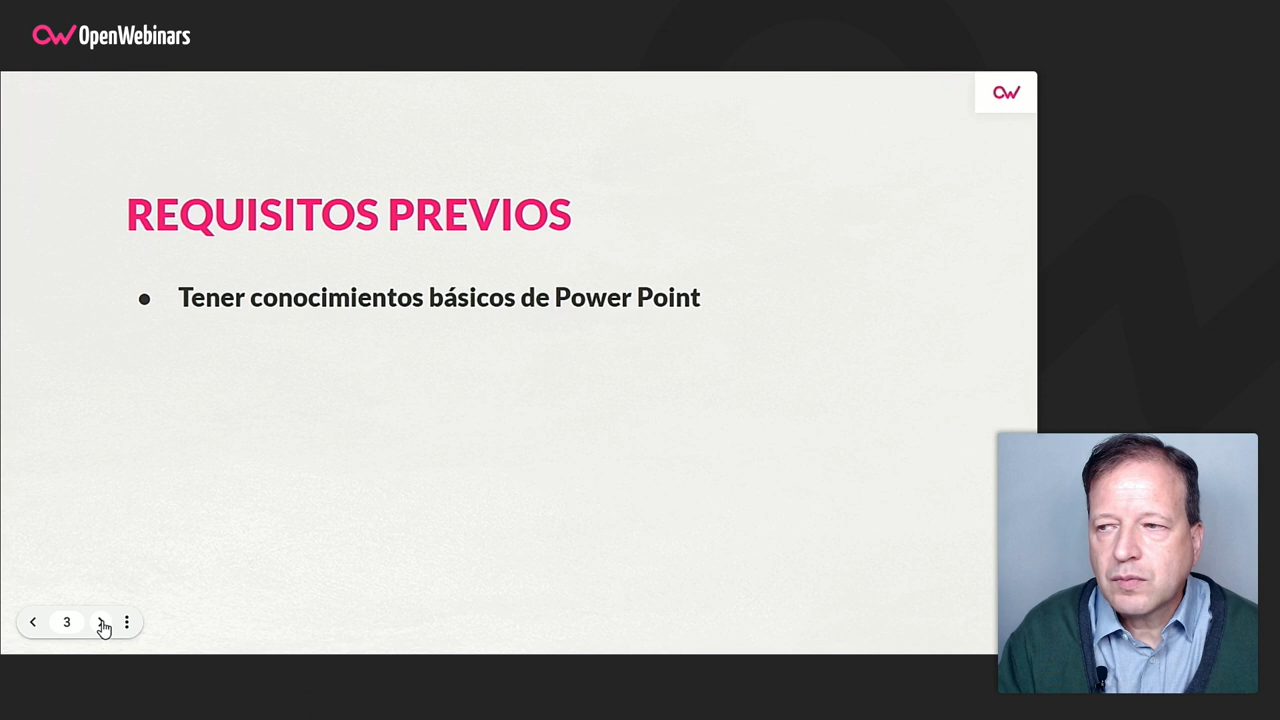 OpenWebinars
REQUISITOS PREVIOS
● Tener conocimientos básicos de Power Point
3